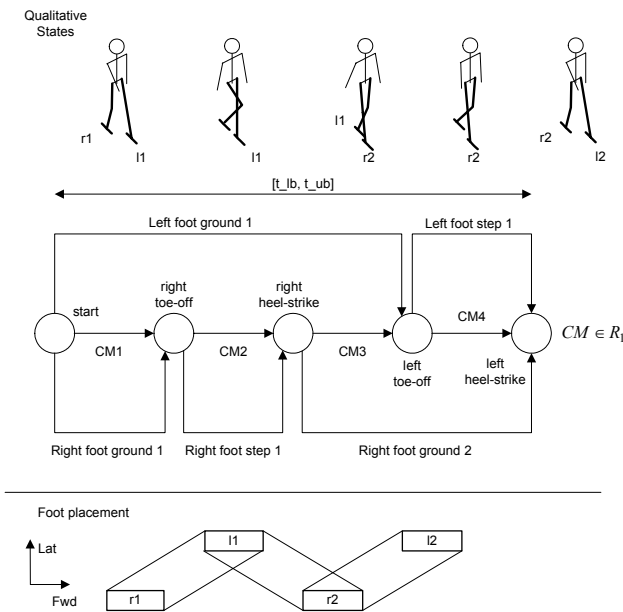 Qualitative
States
r1
l1
l1
l1
r2
r2
r2
l2
[t_lb, t_ub]
Left foot ground 1
Left foot step 1
start
right
toe-off
right
heel-strike
CM1
CM2
CM3
CM4
left
toe-off
left
heel-strike
CM ∈ R1
Right foot ground 1
Right foot step 1
Right foot ground 2
Foot placement
Lat
Fwd
l1
l2
r1
r2